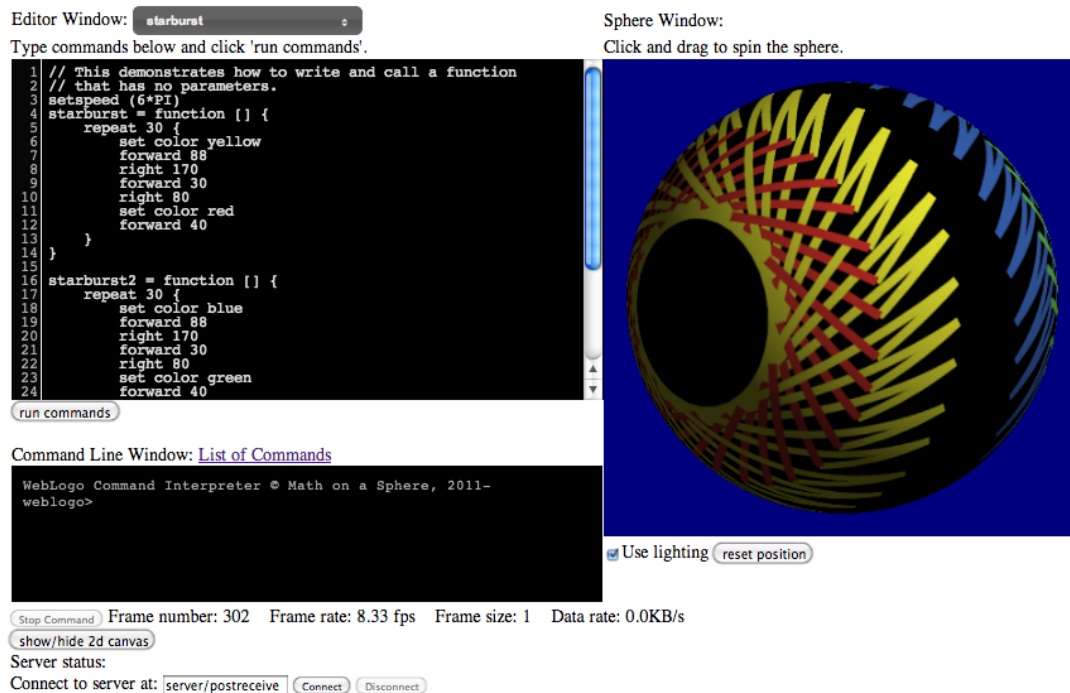 Editor Window: starburst
Type commands below and click 'run commands'.
1 // This demonstrates how to write and call a function
2 // that has no parameters.
3 setspeed (6*PI)
4 starburst = function [] {
5 repeat 30 {
6 set color yellow
7 forward 88
8 right 170
9 forward 30
10 right 80
11 set color red
12 forward 40
13 }
14 }
15
16 starburst2 = function [] {
17 repeat 30 {
18 set color blue
19 forward 88
20 right 170
21 forward 30
22 right 80
23 set color green
24 forward 40
run commands
Command Line Window: List of Commands
WebLogo Command Interpreter © Math on a Sphere, 2011-
weblogo>
Sphere Window:
Click and drag to spin the sphere.
Use lighting reset position
Stop Command Frame number: 302 Frame rate: 8.33 fps Frame size: 1 Data rate: 0.0KB/s
show/hide 2d canvas
Server status:
Connect to server at: server/postreceive Connect Disconnect